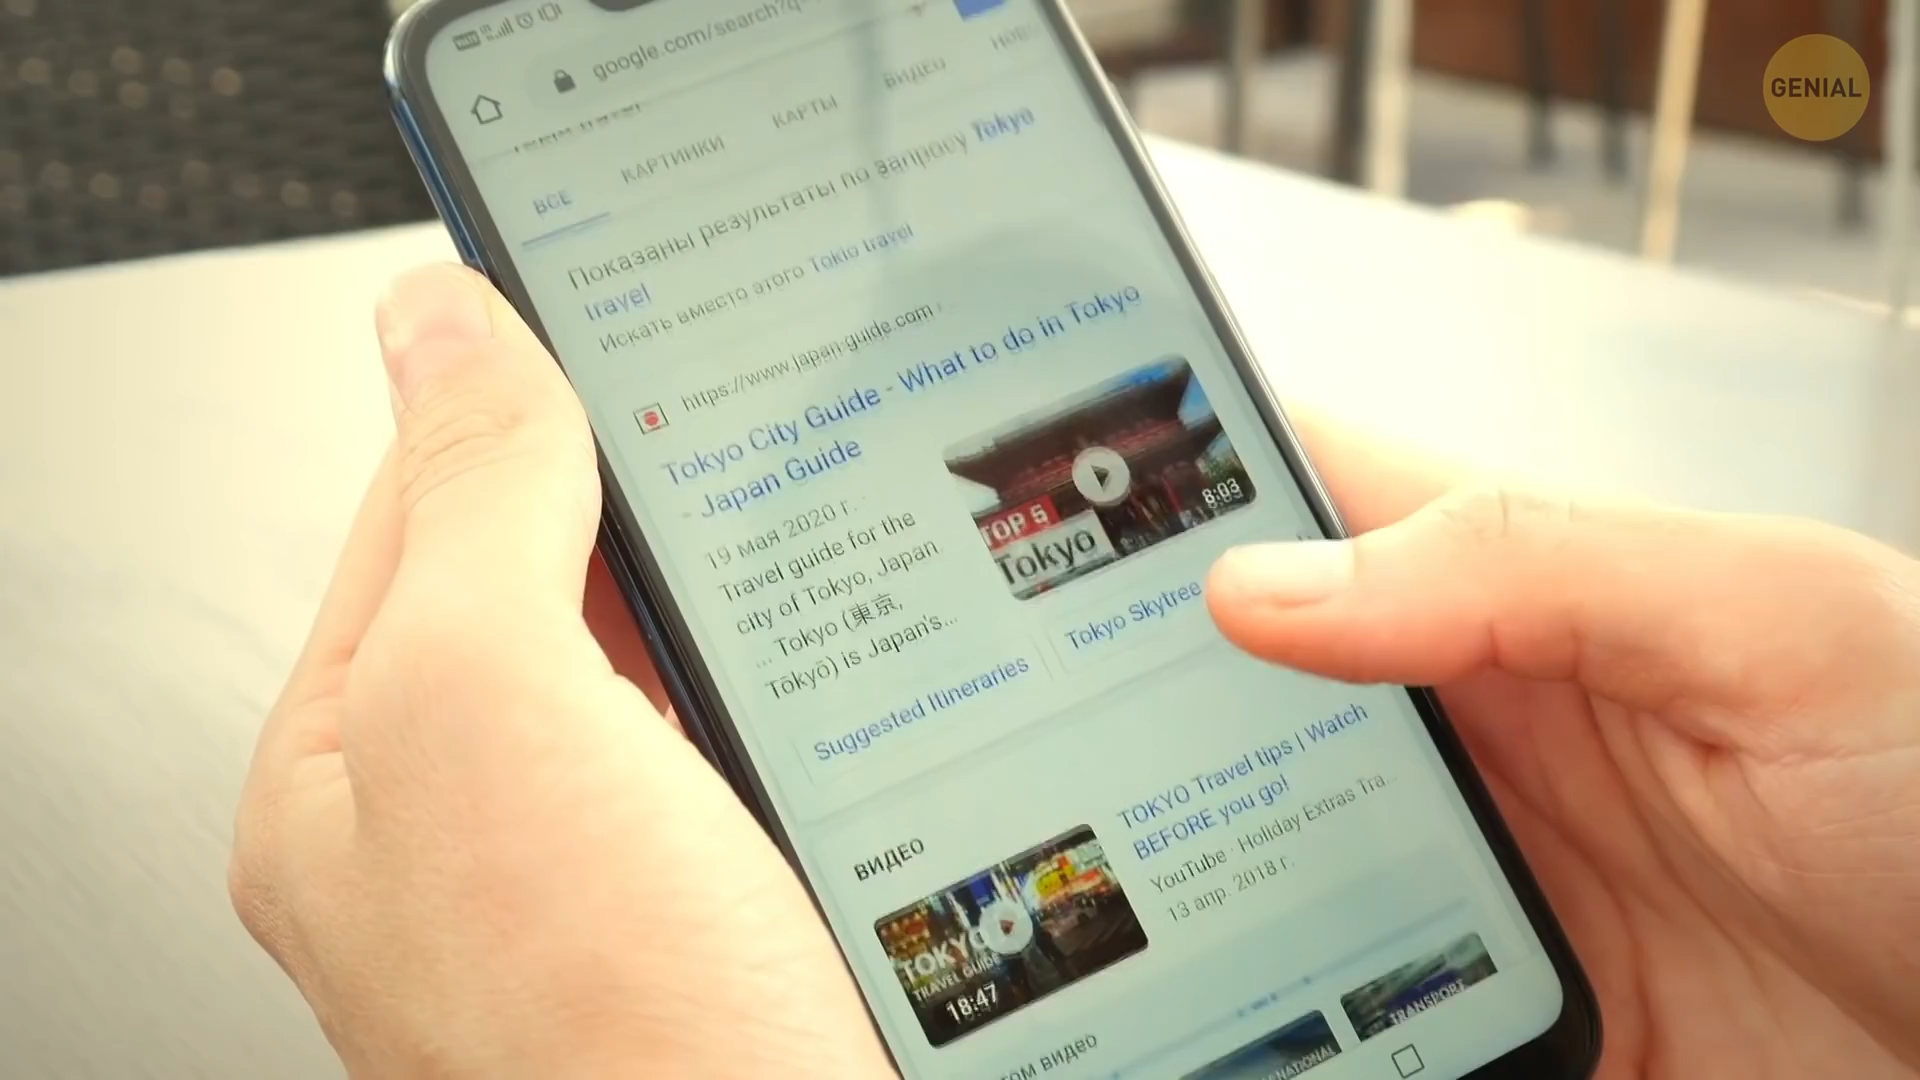 GENIAL
google.com/search?q=
ВСЕ
КАРТИНКИ
КАРТЫ
ВИДЕО
Показаны результаты по запросу Tokyo
travel
Искать вместо этого Tokio travel
https://www.japan-guide.com ›
Tokyo City Guide - What to do in Tokyo
- Japan Guide
19 мая 2020 г. ·
Travel guide for the
city of Tokyo, Japan.
... Tokyo (東京,
Tōkyō) is Japan's...
TOP 5
Tokyo
8:03
Suggested Itineraries
Tokyo Skytree
ВИДЕО
TOKYO
TRAVEL GUIDE
18:47
TOKYO Travel tips | Watch
BEFORE you go!
YouTube · Holiday Extras Tra...
13 апр. 2018 г.
том видео
TRANSPORT